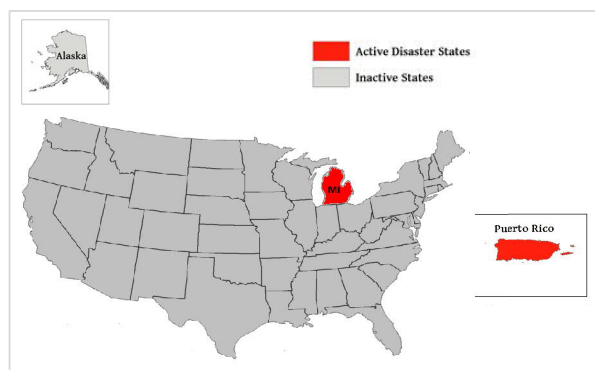 Alaska
Active Disaster States
Inactive States
MI
Puerto Rico